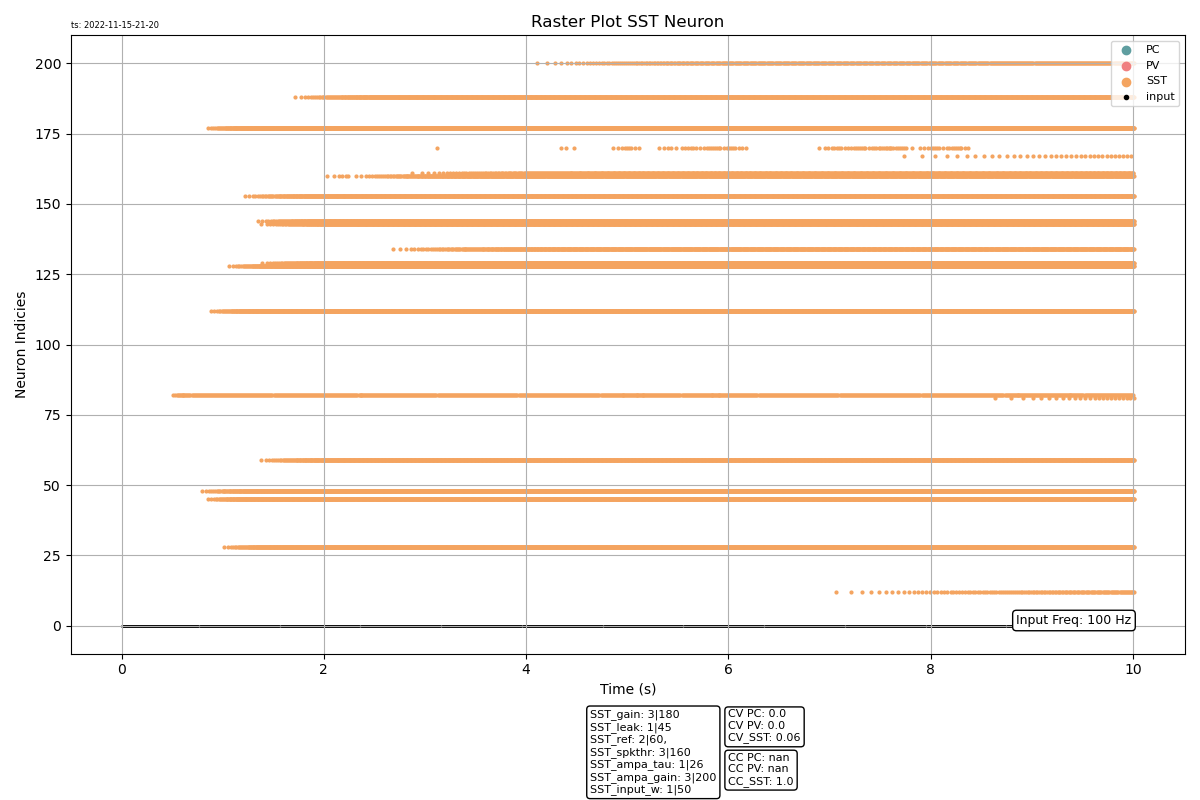 ts: 2022-11-15-21-20
Raster Plot SST Neuron
PC
PV
SST
input
200
175
150
125
100
75
50
25
0
Neuron Indicies
Input Freq: 100 Hz
0
2
4
6
8
10
Time (s)
SST_gain: 3|180
SST_leak: 1|45
SST_ref: 2|60,
SST_spkthr: 3|160
SST_ampa_tau: 1|26
SST_ampa_gain: 3|200
SST_input_w: 1|50
CV PC: 0.0
CV PV: 0.0
CV_SST: 0.06
CC PC: nan
CC PV: nan
CC_SST: 1.0